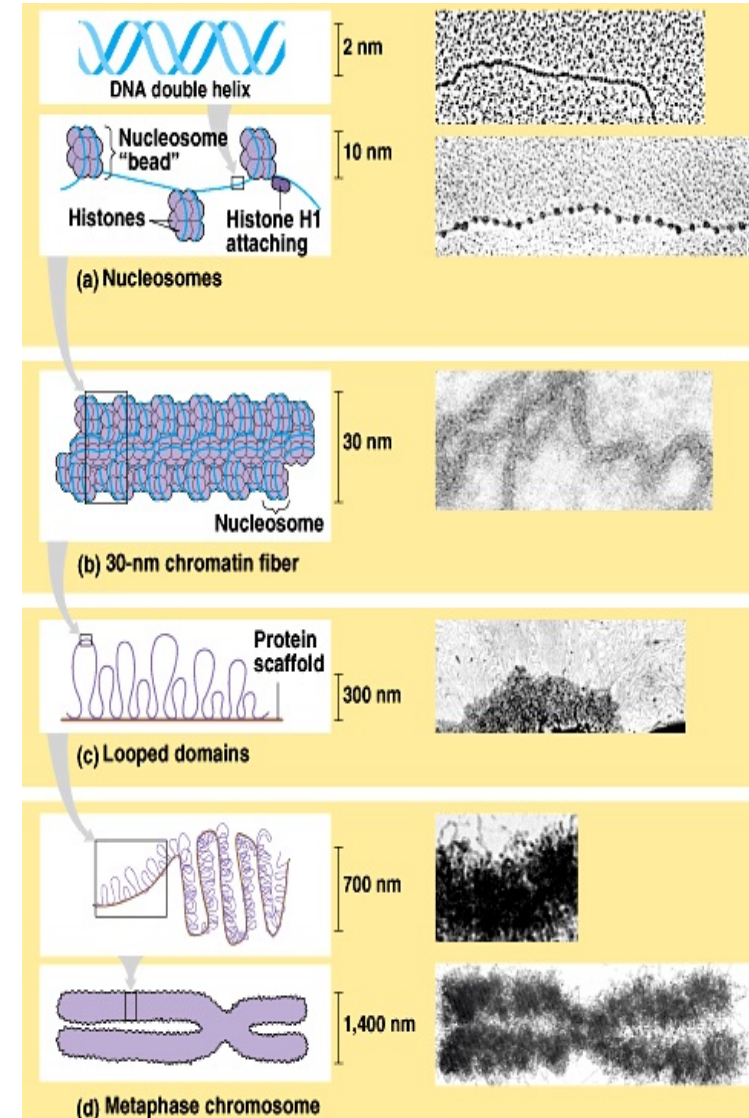 2 nm
DNA double helix
Nucleosome
"bead"
10 nm
Histones
Histone H1
attaching
(a) Nucleosomes
30 nm
Nucleosome
(b) 30-nm chromatin fiber
Protein
scaffold
300 nm
(c) Looped domains
700 nm
1,400 nm
(d) Metaphase chromosome